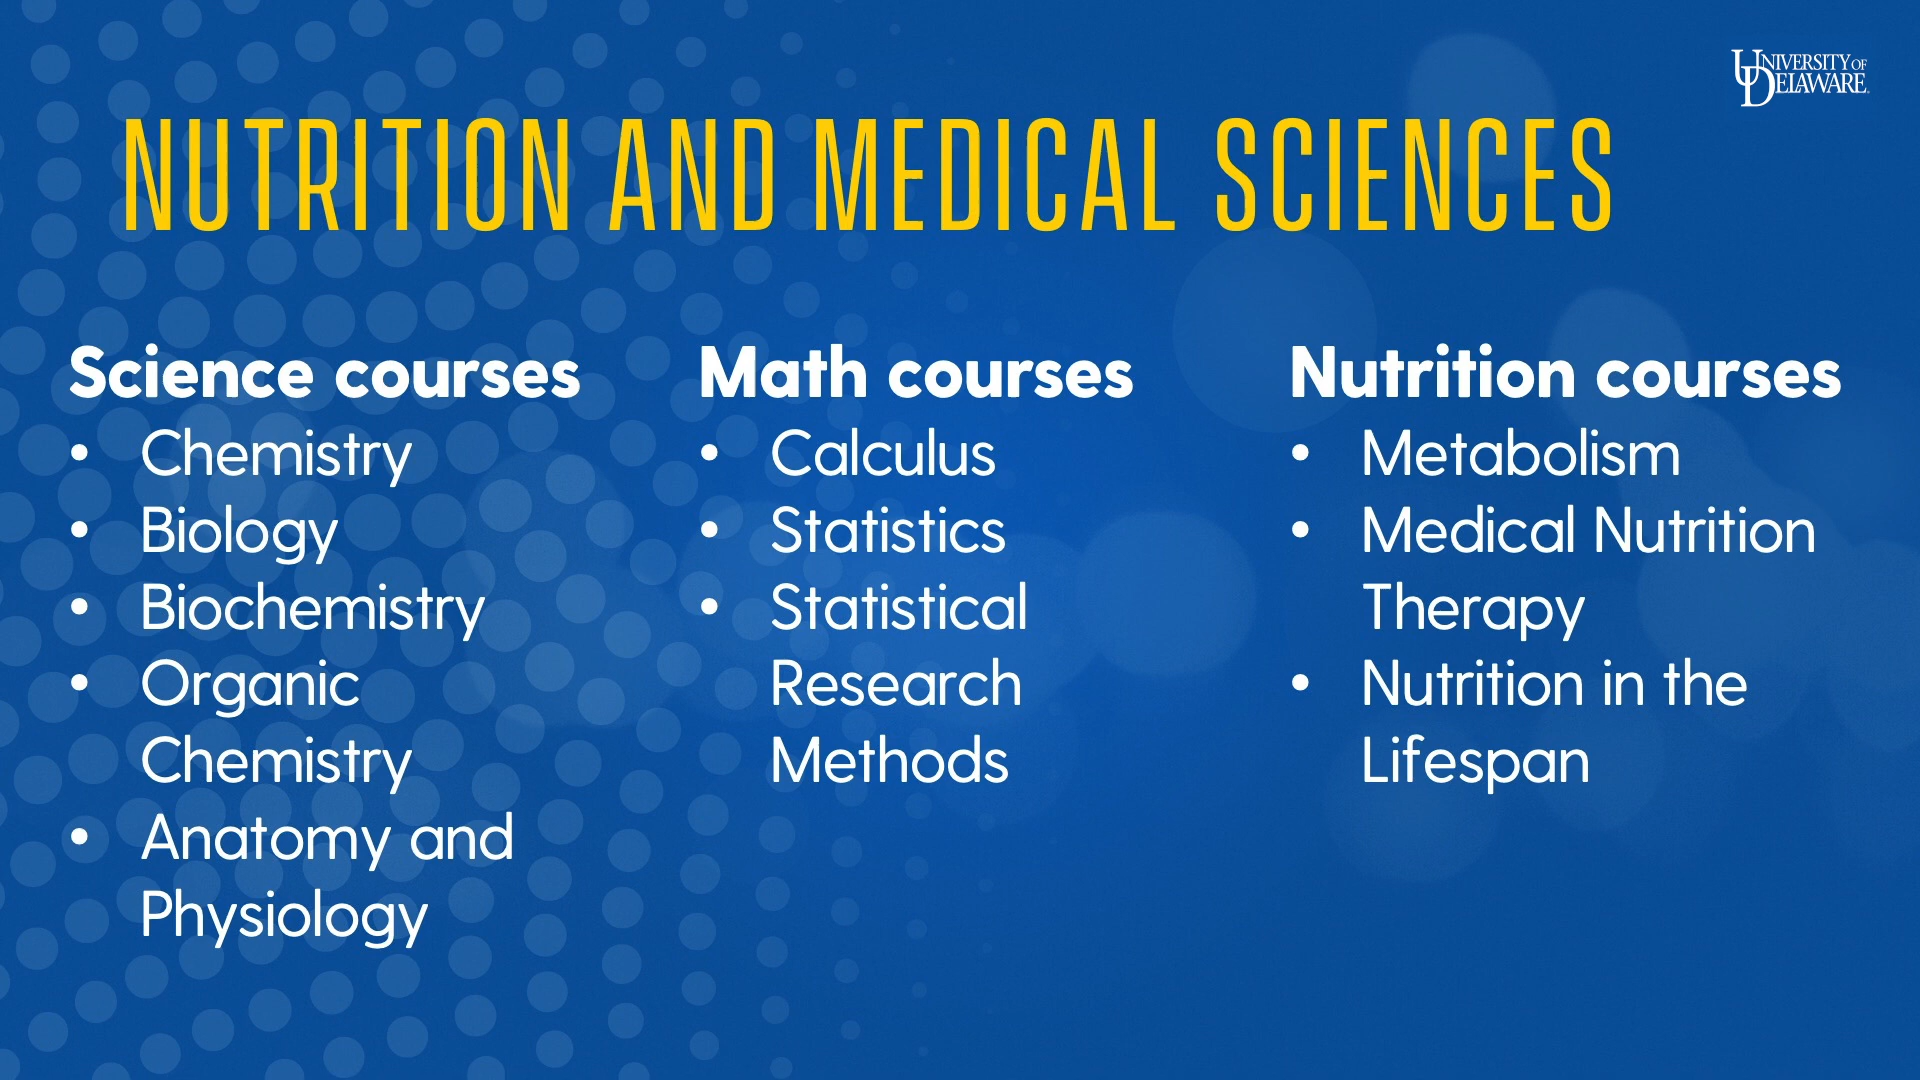 UNIVERSITY OF
DELAWARE
NUTRITION AND MEDICAL SCIENCES
Science courses
• Chemistry
• Biology
• Biochemistry
• Organic
Chemistry
• Anatomy and
Physiology
Math courses
• Calculus
• Statistics
• Statistical
Research
Methods
Nutrition courses
• Metabolism
• Medical Nutrition
Therapy
• Nutrition in the
Lifespan